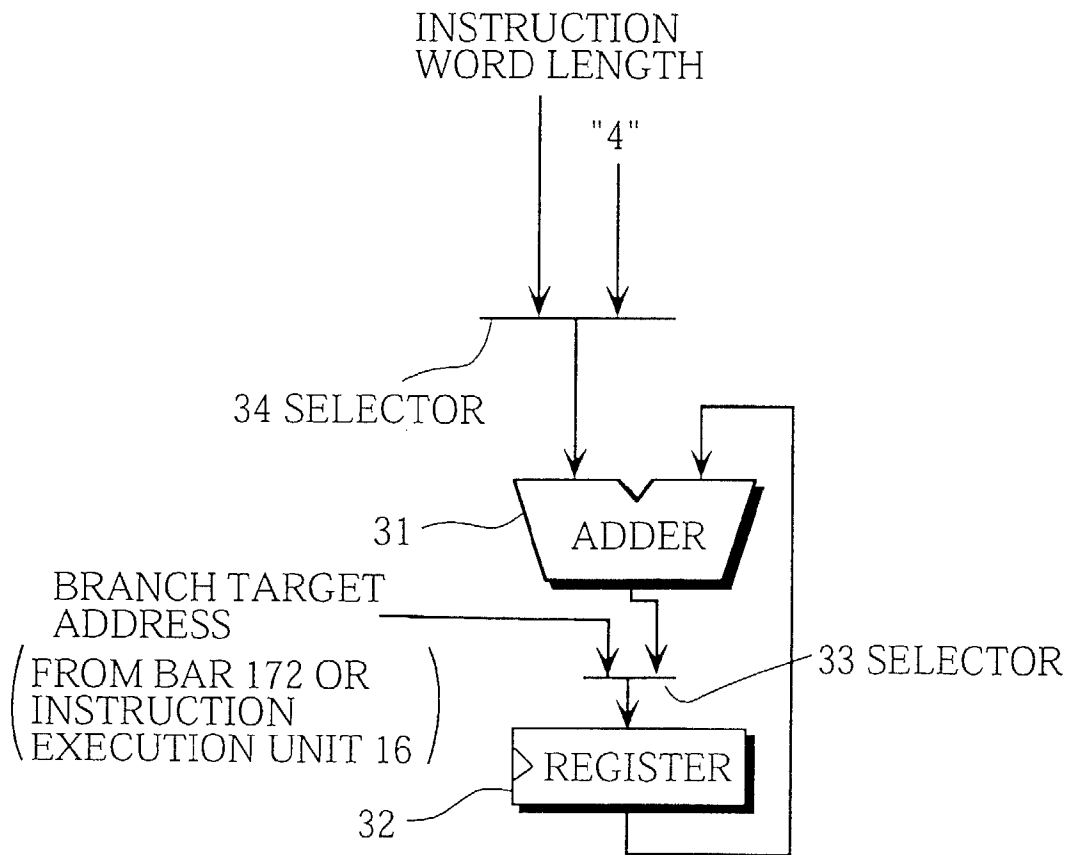 INSTRUCTION
WORD LENGTH
"4"
34 SELECTOR
31
ADDER
BRANCH TARGET
ADDRESS
(FROM BAR 172 OR
INSTRUCTION
EXECUTION UNIT 16)
33 SELECTOR
REGISTER
32